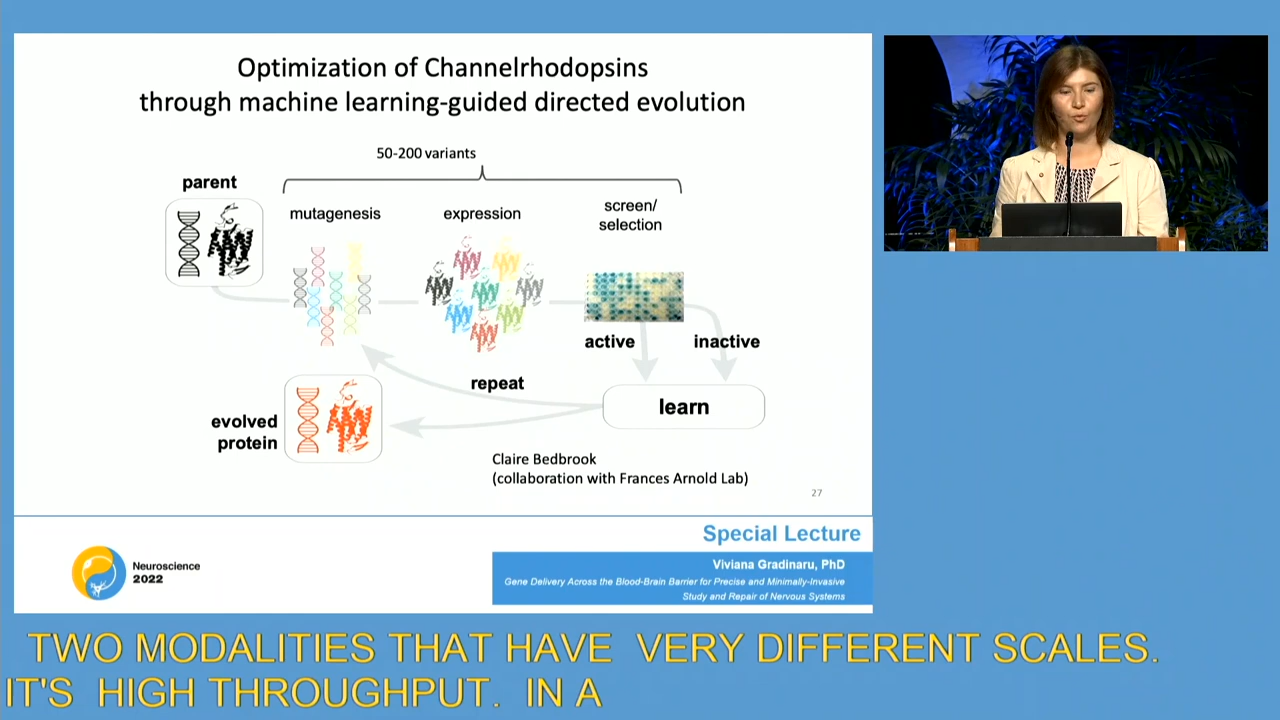 Optimization of Channelrhodopsins
through machine learning-guided directed evolution
50-200 variants
parent
mutagenesis
expression
screen/
selection
active
inactive
repeat
learn
evolved
protein
Claire Bedbrook
(collaboration with Frances Arnold Lab)
27
Special Lecture
Neuroscience
2022
Viviana Gradinaru, PhD
Gene Delivery Across the Blood-Brain Barrier for Precise and Minimally-Invasive
Study and Repair of Nervous Systems
TWO MODALITIES THAT HAVE VERY DIFFERENT SCALES.
IT'S HIGH THROUGHPUT. IN A